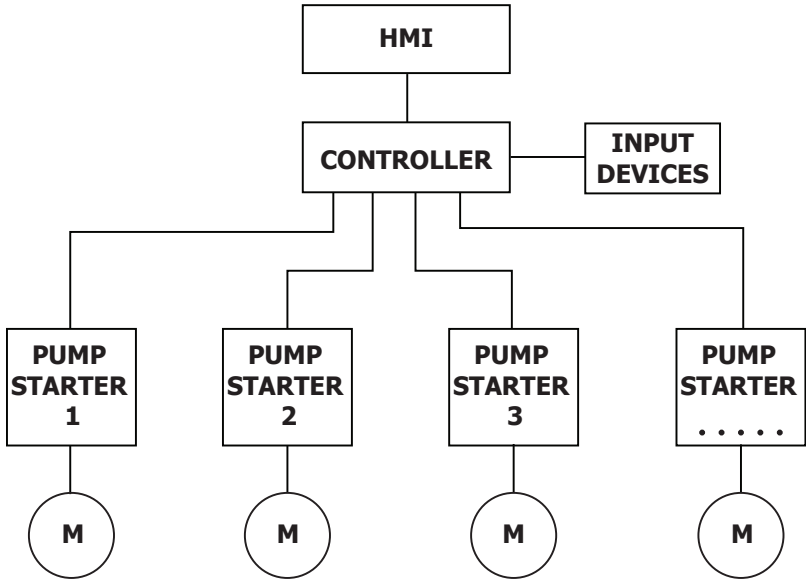 HMI
CONTROLLER
INPUT
DEVICES
PUMP
STARTER
1
PUMP
STARTER
2
PUMP
STARTER
3
PUMP
STARTER
. . . . .
M
M
M
M